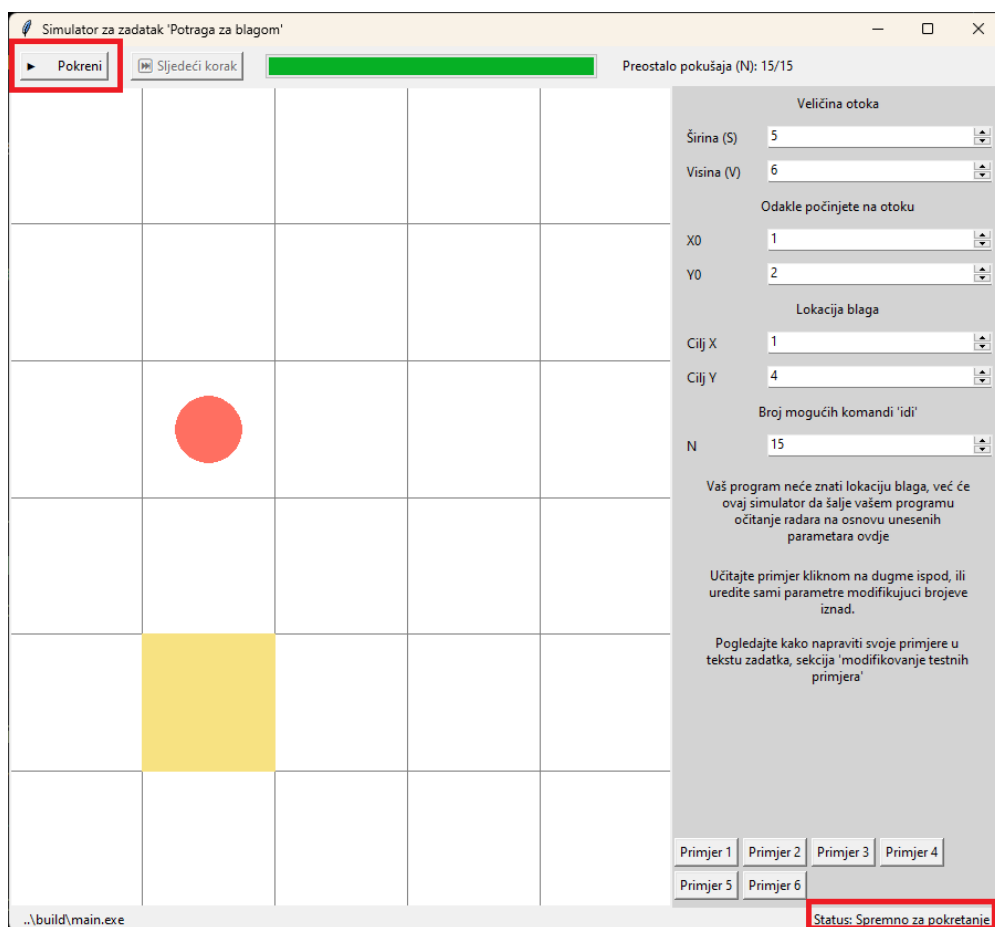 Simulator za zadatak 'Potraga za blagom'
Pokreni
Sljedeći korak
Preostalo pokušaja (N): 15/15
Veličina otoka
Širina (S) 5
Visina (V) 6
Odakle počinjete na otoku
X0 1
Y0 2
Lokacija blaga
Cilj X 1
Cilj Y 4
Broj mogućih komandi 'idi'
N 15
Vaš program neće znati lokaciju blaga, već će
ovaj simulator da šalje vašem programu
očitanje radara na osnovu unesenih
parametara ovdje
Učitajte primjer kliknom na dugme ispod, ili
uredite sami parametre modifikujuci brojeve
iznad.
Pogledajte kako napraviti svoje primjere u
tekstu zadatka, sekcija 'modifikovanje testnih
primjera'
Primjer 1 Primjer 2 Primjer 3 Primjer 4
Primjer 5 Primjer 6
..\build\main.exe
Status: Spremno za pokretanje